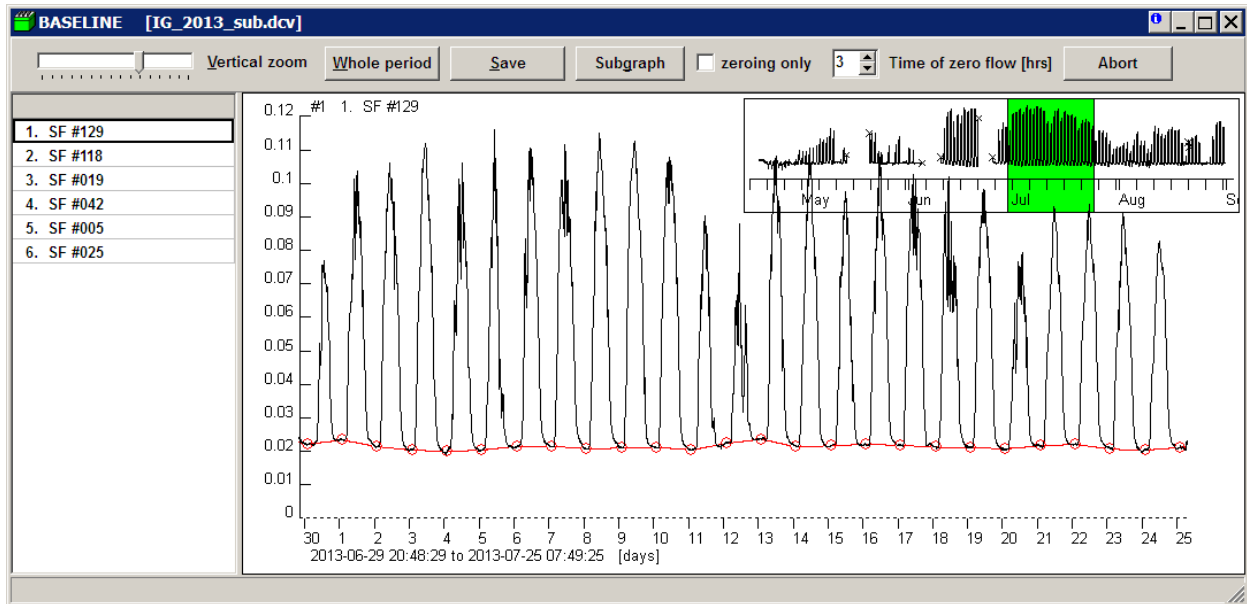 BASELINE [IG_2013_sub.dcv]
Vertical zoom Whole period Save Subgraph zeroing only 3 Time of zero flow [hrs] Abort
1. SF #129
2. SF #118
3. SF #019
4. SF #042
5. SF #005
6. SF #025
#1 1. SF #129
0.12
0.11
0.1
0.09
0.08
0.07
0.06
0.05
0.04
0.03
0.02
0.01
0
May Jun Jul Aug
30 1 2 3 4 5 6 7 8 9 10 11 12 13 14 15 16 17 18 19 20 21 22 23 24 25
2013-06-29 20:48:29 to 2013-07-25 07:49:25 [days]